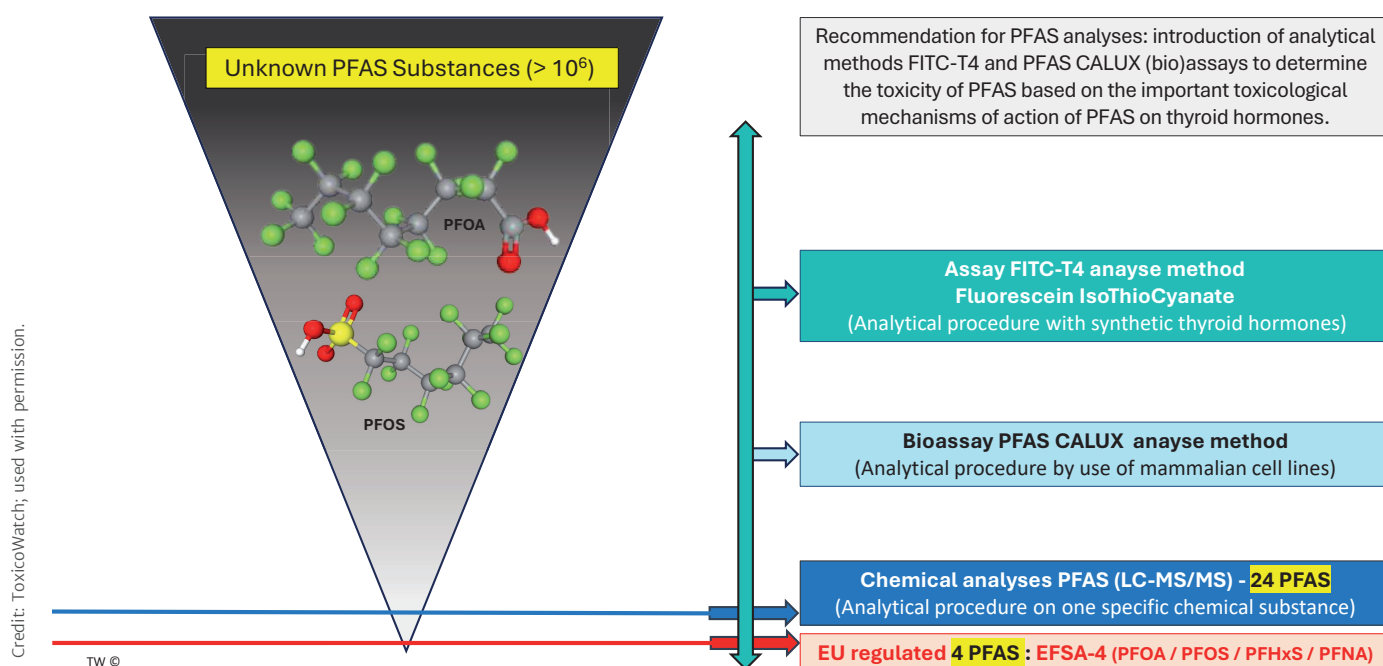 Unknown PFAS Substances (> 10⁶)
PFOA
PFOS
Credit: ToxicoWatch; used with permission.
TW ©
Recommendation for PFAS analyses: introduction of analytical
methods FITC-T4 and PFAS CALUX (bio)assays to determine
the toxicity of PFAS based on the important toxicological
mechanisms of action of PFAS on thyroid hormones.
Assay FITC-T4 anayse method
Fluorescein IsoThioCyanate
(Analytical procedure with synthetic thyroid hormones)
Bioassay PFAS CALUX anayse method
(Analytical procedure by use of mammalian cell lines)
Chemical analyses PFAS (LC-MS/MS) - 24 PFAS
(Analytical procedure on one specific chemical substance)
EU regulated 4 PFAS : EFSA-4 (PFOA / PFOS / PFHxS / PFNA)